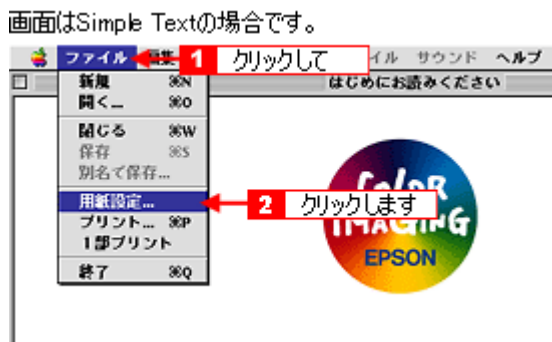 画面はSimple Textの場合です。
ファイル 編集 1 クリックして イル サウンド ヘルプ
新規 ⌘N はじめにお読みください
開く... ⌘O
閉じる ⌘W
保存 ⌘S
別名で保存...
用紙設定... 2 クリックします
プリント... ⌘P
1部プリント
終了 ⌘Q
COLOR
IMAGING
EPSON